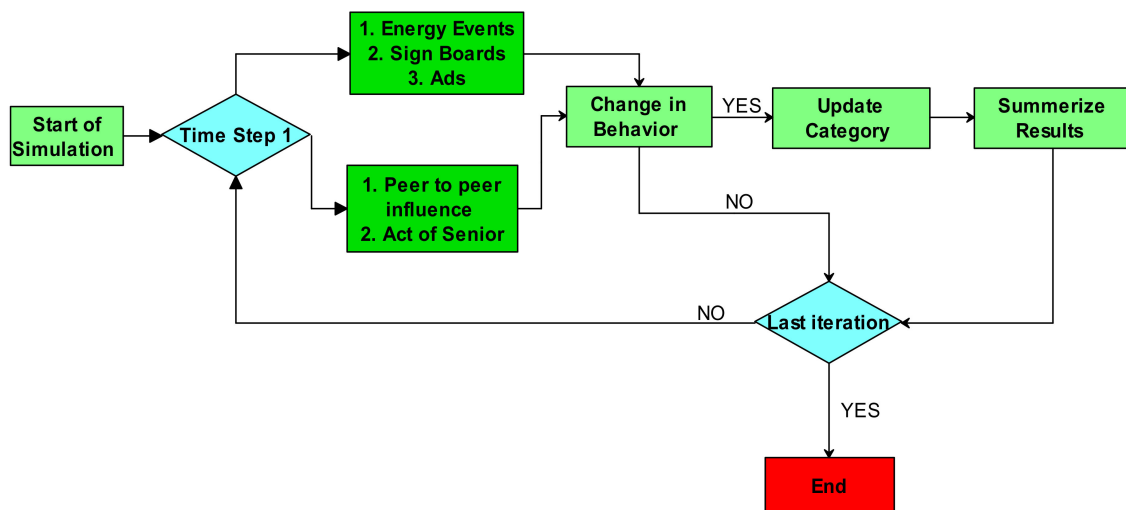 1. Energy Events
2. Sign Boards
3. Ads
Start of
Simulation
Time Step 1
Change in
Behavior
YES
Update
Category
Summerize
Results
1. Peer to peer
influence
2. Act of Senior
NO
NO
Last iteration
YES
End